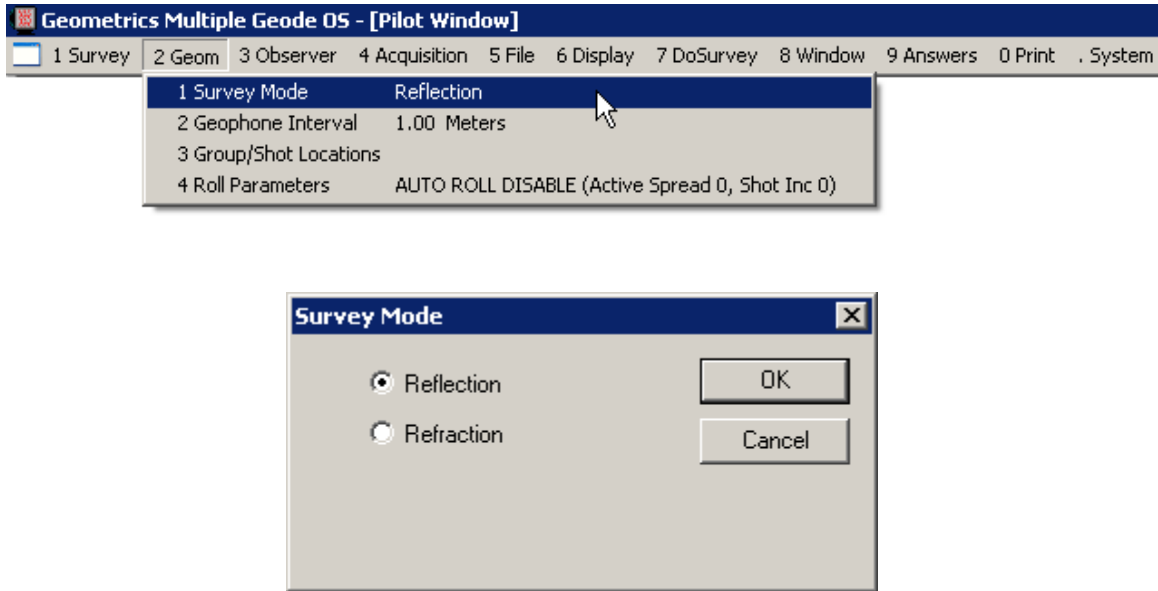 Geometrics Multiple Geode OS - [Pilot Window]
1 Survey 2 Geom 3 Observer 4 Acquisition 5 File 6 Display 7 DoSurvey 8 Window 9 Answers 0 Print . System
1 Survey Mode Reflection
2 Geophone Interval 1.00 Meters
3 Group/Shot Locations
4 Roll Parameters AUTO ROLL DISABLE (Active Spread 0, Shot Inc 0)
Survey Mode
Reflection OK
Refraction Cancel